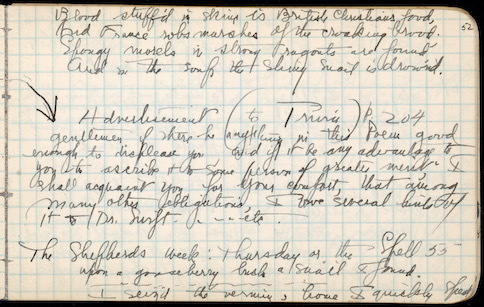 52
Blood stuff'd in skins is British Christians food,
And France robs marshes of the croaking brood.
Spongy morels in strong ragouts are found
And in the soup the slimy snail is drown'd.
Advertisement (to Trivia) P. 204
gentlemen if there be anything in this Poem good
enough to displease you and if it be any advantage to
you to ascribe it to some person of greater merit I
shall acquaint you for your comfort, that among
many other obligations, I owe several hints of
it to Dr. Swift. ----etc.
The Shepherds week: Thursday or the Spell 55
upon a gooseberry bush a snail I found
I seiz'd the vermin, home I quickly sped